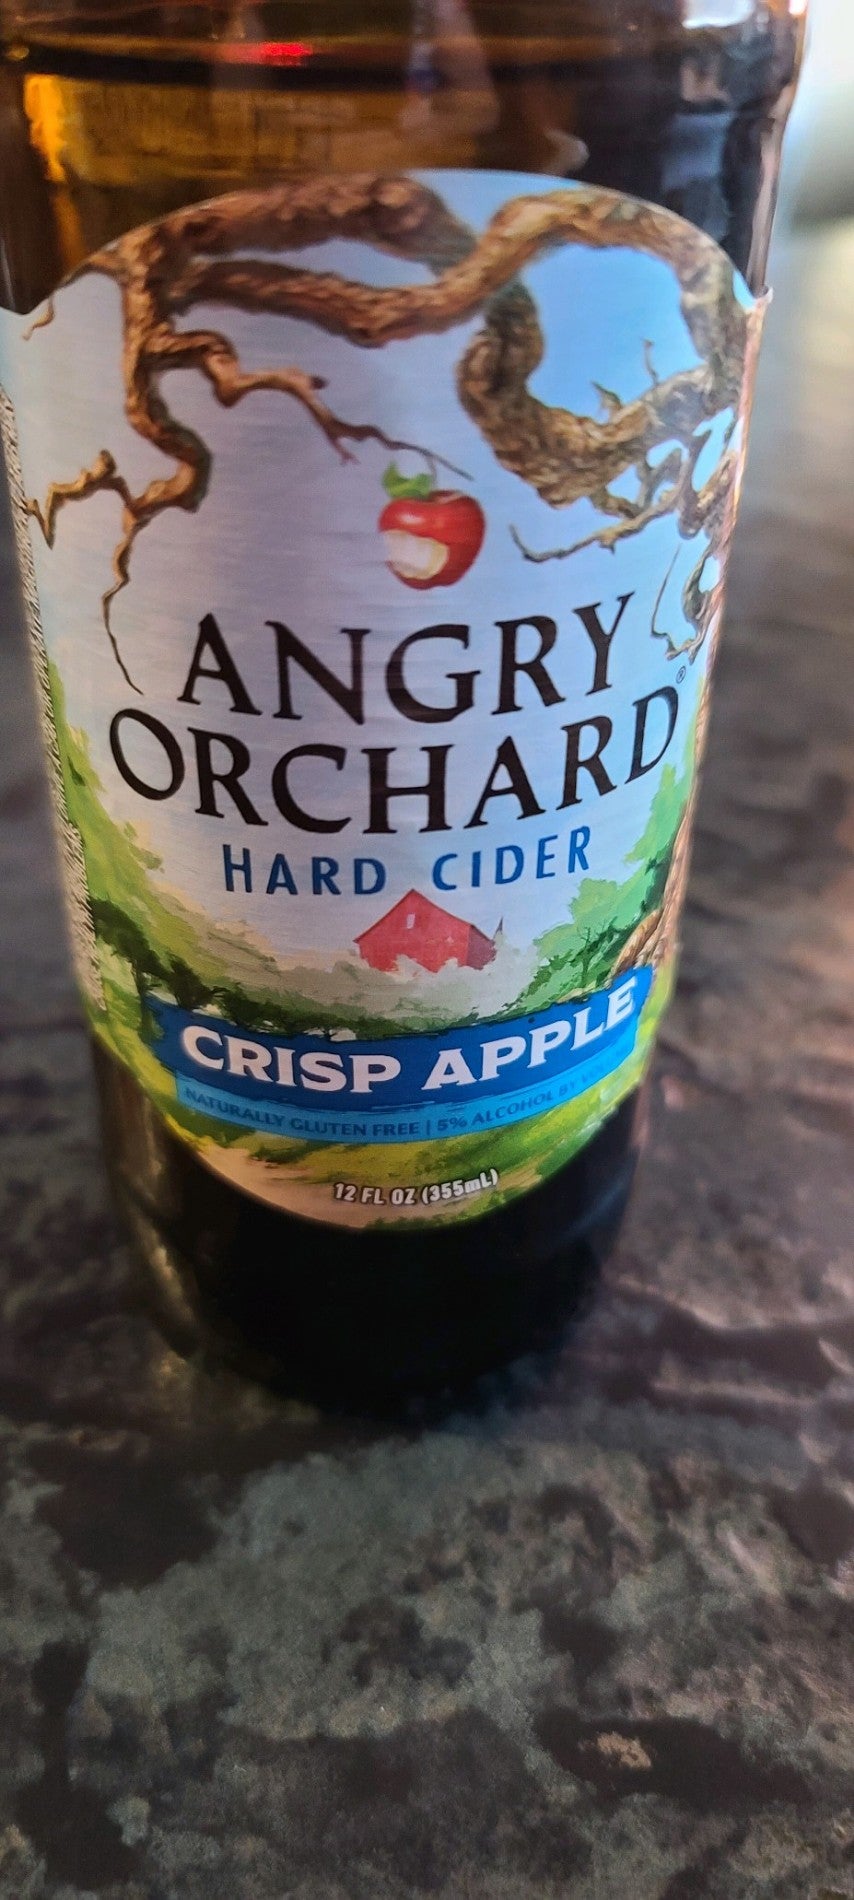 ANGRY
ORCHARD®
HARD CIDER
CRISP APPLE
NATURALLY GLUTEN FREE | 5% ALCOHOL BY
12 FL OZ (355mL)